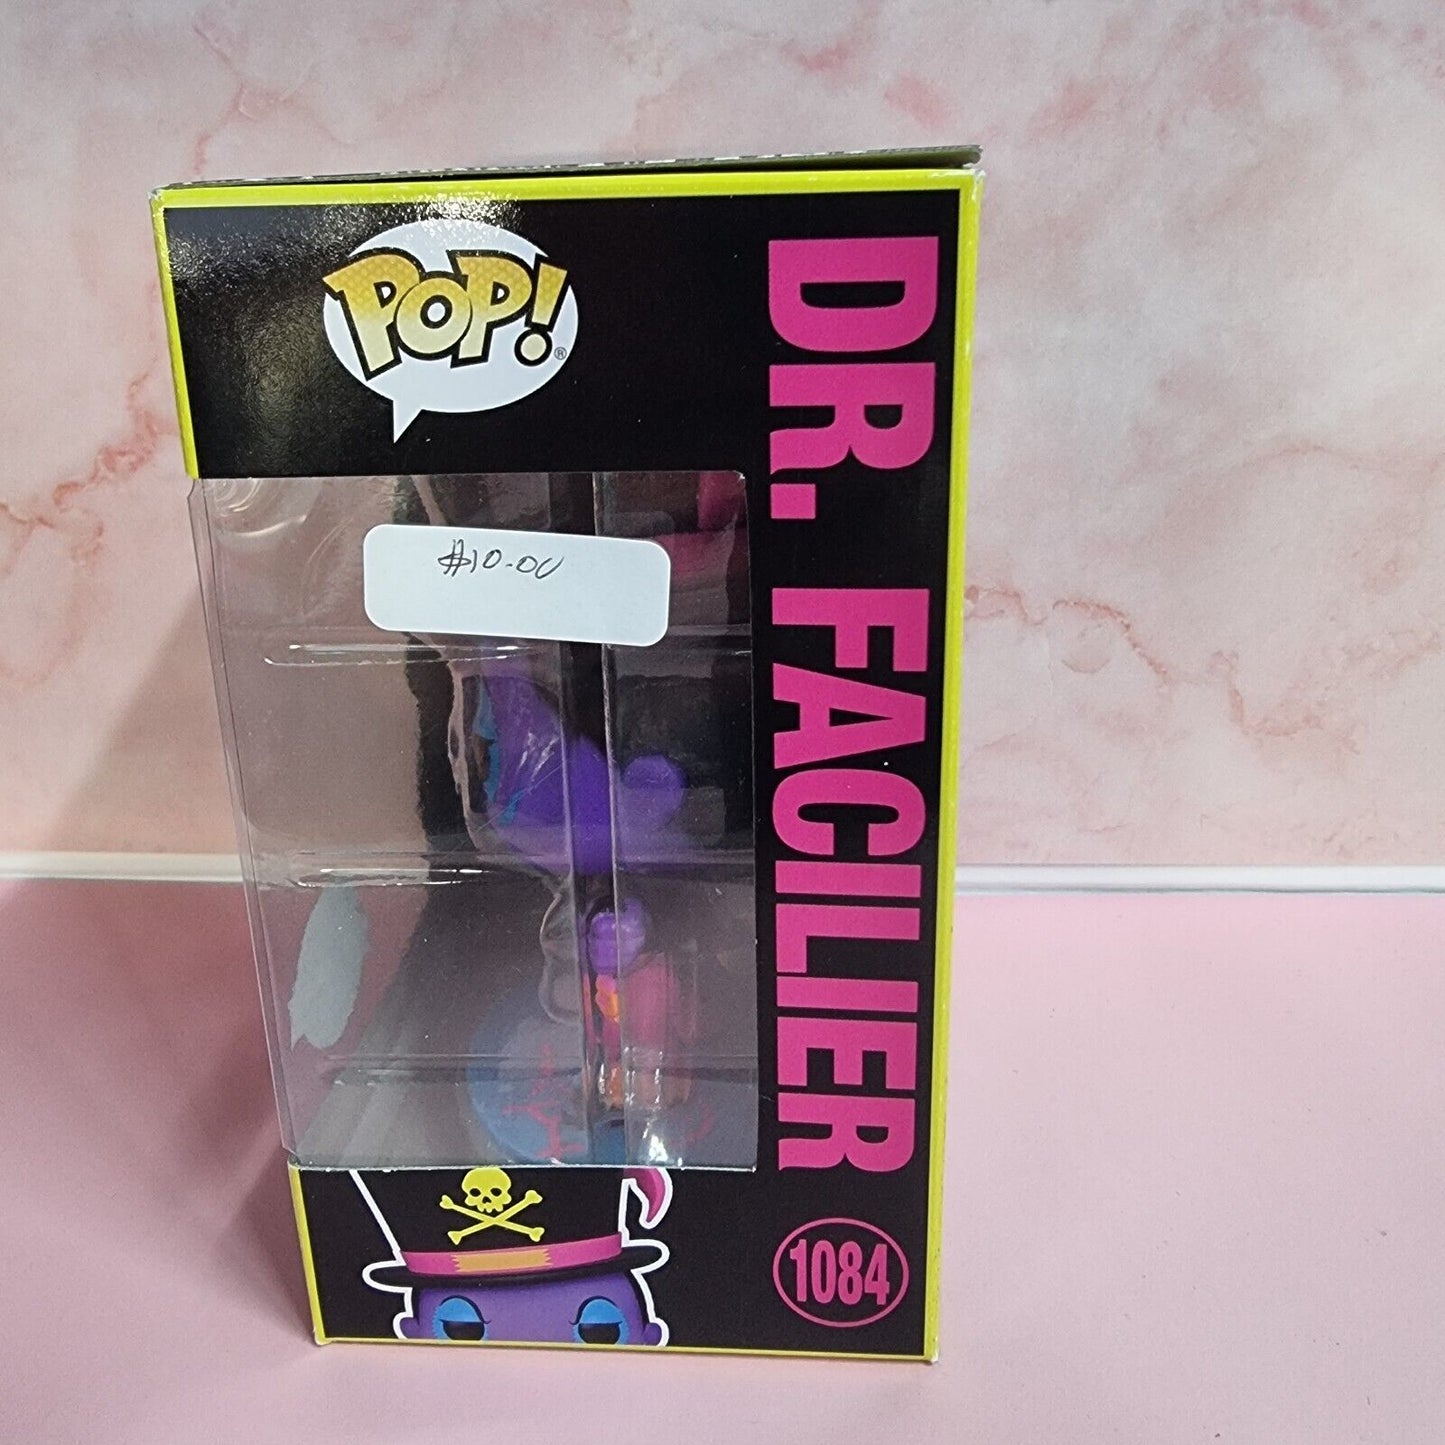 POP!®
$10.00
DR. FACILIER
1084